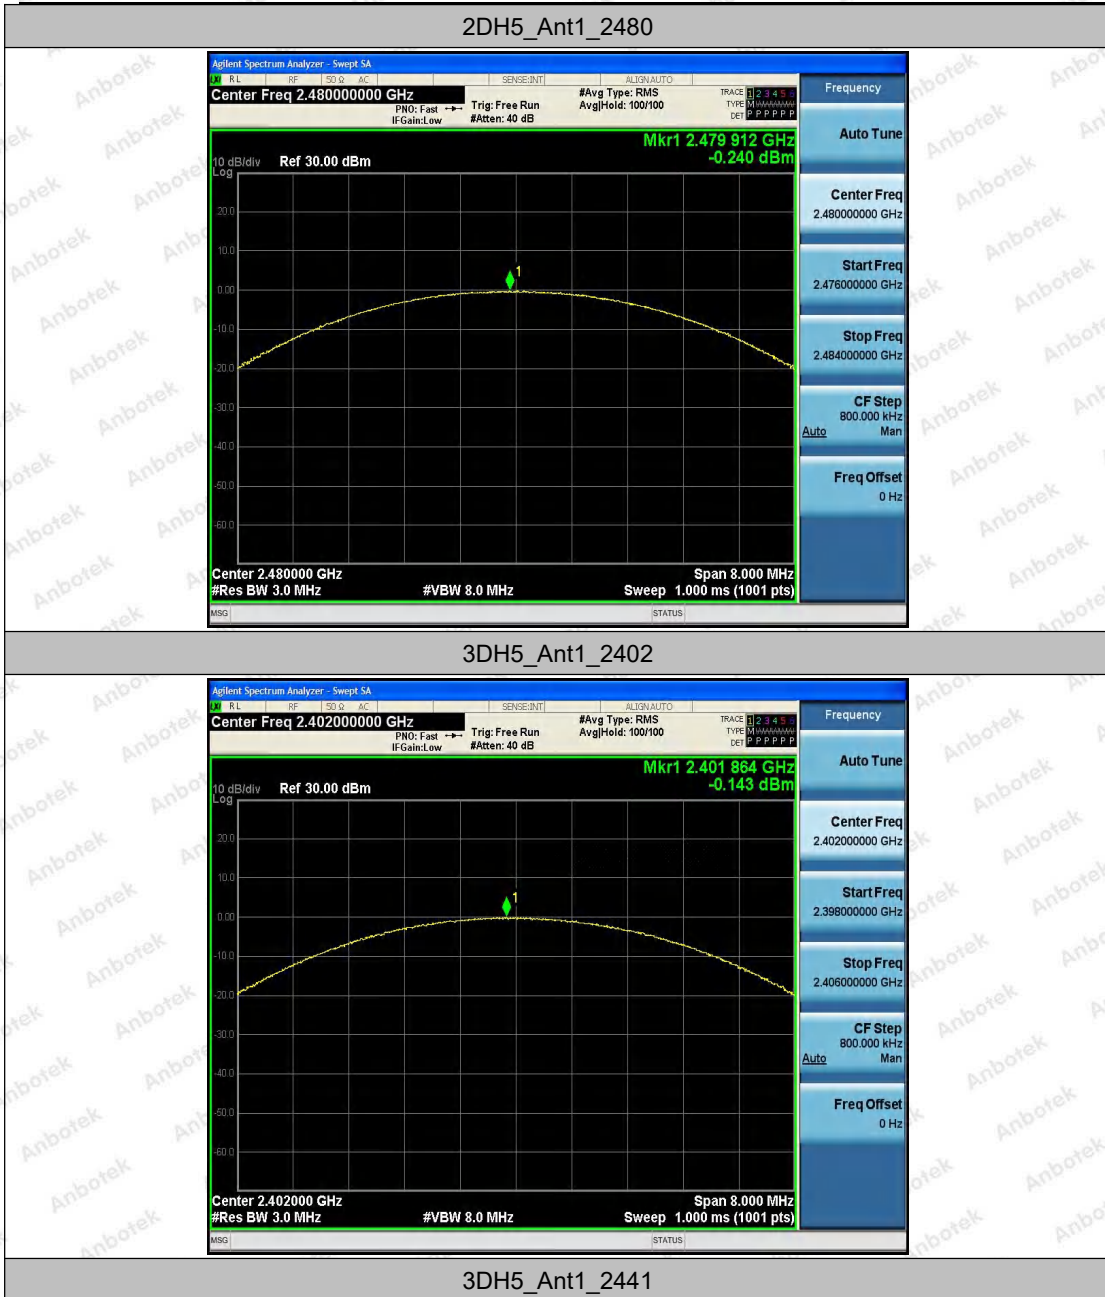 2DH5_Ant1_2480
Agilent Spectrum Analyzer - Swept SA
RL RF 50 Ω AC SENSE:INT ALIGNAUTO
Center Freq 2.480000000 GHz
PNO: Fast
IFGain:Low
Trig: Free Run
#Atten: 40 dB
#Avg Type: RMS
Avg|Hold: 100/100
TRACE 1 2 3 4 5 6
TYPE M
DET P P P P P P
Mkr1 2.479 912 GHz
-0.240 dBm
10 dB/div Ref 30.00 dBm
Log
20.0
10.0
0.00
-10.0
-20.0
-30.0
-40.0
-50.0
-60.0
Center 2.480000 GHz Span 8.000 MHz
#Res BW 3.0 MHz #VBW 8.0 MHz Sweep 1.000 ms (1001 pts)
MSG STATUS
Frequency
Auto Tune
Center Freq
2.480000000 GHz
Start Freq
2.476000000 GHz
Stop Freq
2.484000000 GHz
CF Step
800.000 kHz
Auto Man
Freq Offset
0 Hz
3DH5_Ant1_2402
Agilent Spectrum Analyzer - Swept SA
RL RF 50 Ω AC SENSE:INT ALIGNAUTO
Center Freq 2.402000000 GHz
PNO: Fast
IFGain:Low
Trig: Free Run
#Atten: 40 dB
#Avg Type: RMS
Avg|Hold: 100/100
TRACE 1 2 3 4 5 6
TYPE M
DET P P P P P P
Mkr1 2.401 864 GHz
-0.143 dBm
10 dB/div Ref 30.00 dBm
Log
20.0
10.0
0.00
-10.0
-20.0
-30.0
-40.0
-50.0
-60.0
Center 2.402000 GHz Span 8.000 MHz
#Res BW 3.0 MHz #VBW 8.0 MHz Sweep 1.000 ms (1001 pts)
MSG STATUS
Frequency
Auto Tune
Center Freq
2.402000000 GHz
Start Freq
2.398000000 GHz
Stop Freq
2.406000000 GHz
CF Step
800.000 kHz
Auto Man
Freq Offset
0 Hz
3DH5_Ant1_2441